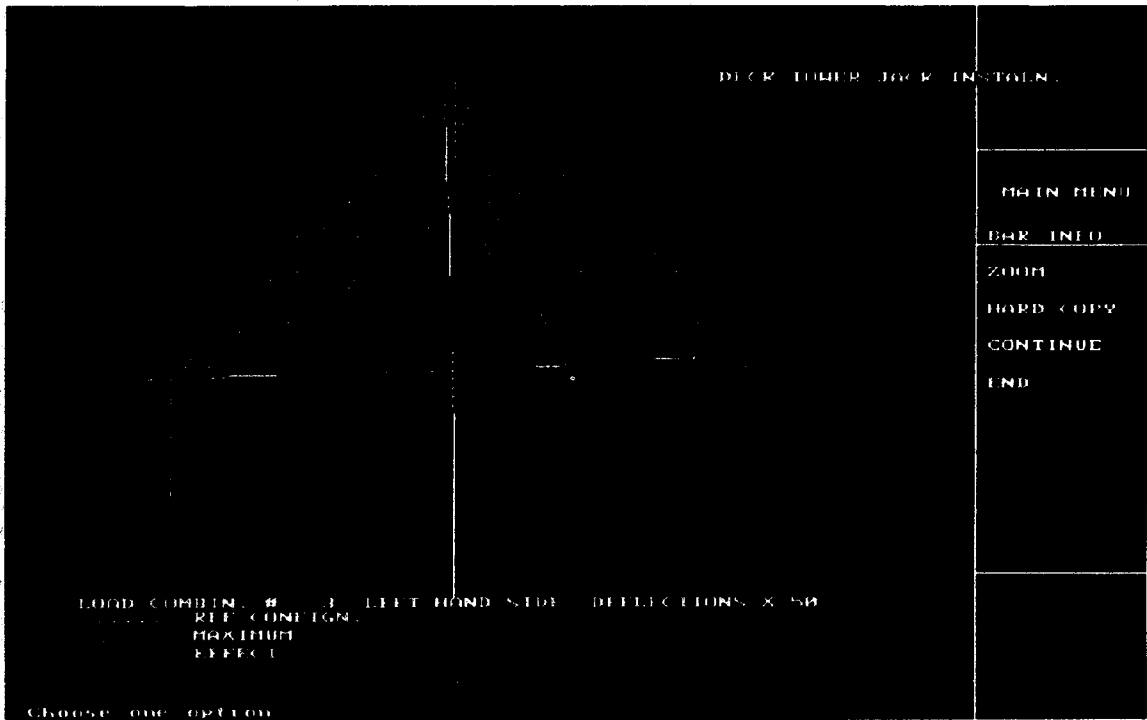 DECK TOWER JACK INSTALN.
MAIN MENU
BAR INFO
ZOOM
HARD COPY
CONTINUE
END
LOAD COMBIN. # 3 LEFT HAND SIDE DEFLECTIONS X 50
REF CONFIGN.
MAXIMUM
EFFECT
Choose one option